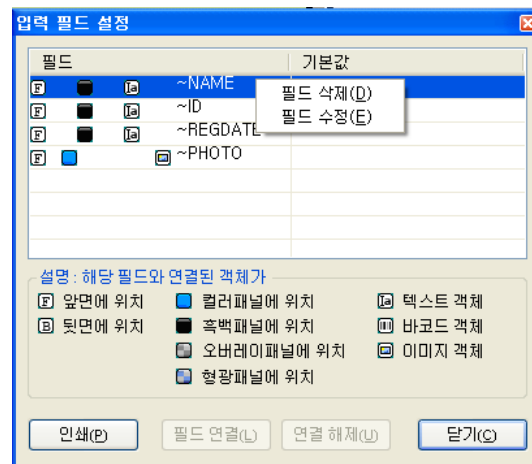 입력 필드 설정
필드 기본값
F Ia ~NAME
필드 삭제(D)
F Ia ~ID
필드 수정(E)
F Ia ~REGDATE
F ~PHOTO
설명 : 해당 필드와 연결된 객체가
F 앞면에 위치 컬러패널에 위치 Ia 텍스트 객체
B 뒷면에 위치 흑백패널에 위치 바코드 객체
오버레이패널에 위치 이미지 객체
형광패널에 위치
인쇄(P) 필드 연결(L) 연결 해제(U) 닫기(C)